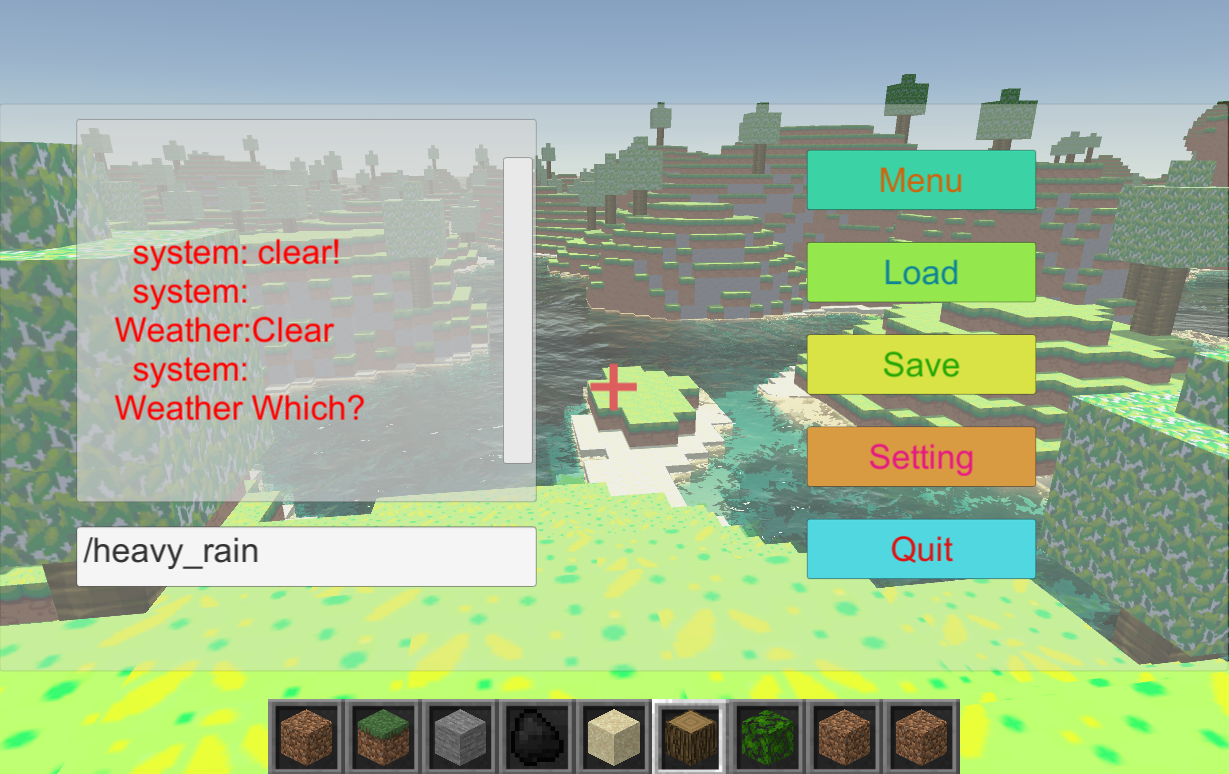 system: clear!
system:
Weather:Clear
system:
Weather Which?
/heavy_rain
Menu
Load
Save
Setting
Quit